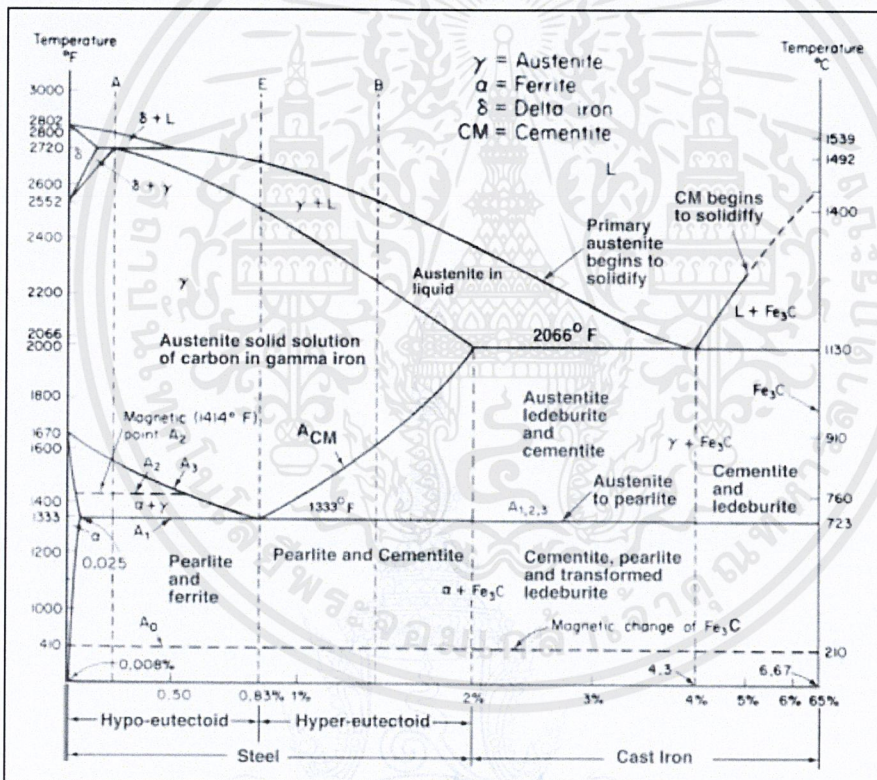 Temperature
°F
Temperature
°C
γ = Austenite
α = Ferrite
δ = Delta iron
CM = Cementite
A
E
B
3000
2802
2800
2720
2600
2552
2400
2200
2066
2000
1800
1670
1600
1400
1333
1200
1000
410
δ + L
δ
δ + γ
γ + L
L
CM begins
to solidiffy
Primary
austenite
begins to
solidify
Austenite in
liquid
L + Fe₃C
2066° F
γ
Austenite solid solution
of carbon in gamma iron
Austentite
ledeburite
and
cementite
Fe₃C
Magnetic (1414° F)
point A₂
A_CM
γ + Fe₃C
Cementite
and
ledeburite
A₂
A₃
α+γ
1333° F
Austenite
to pearlite
A₁,₂,₃
α
A₁
0.025
Pearlite
and
ferrite
Pearlite and Cementite
Cementite, pearlite
and transformed
ledeburite
α + Fe₃C
A₀
Magnetic change of Fe₃C
0.008%
4.3
6.67
1539
1492
1400
1130
910
760
723
210
0.50
0.83%
1%
2%
3%
4%
5%
6%
65%
Hypo-eutectoid
Hyper-eutectoid
Steel
Cast Iron